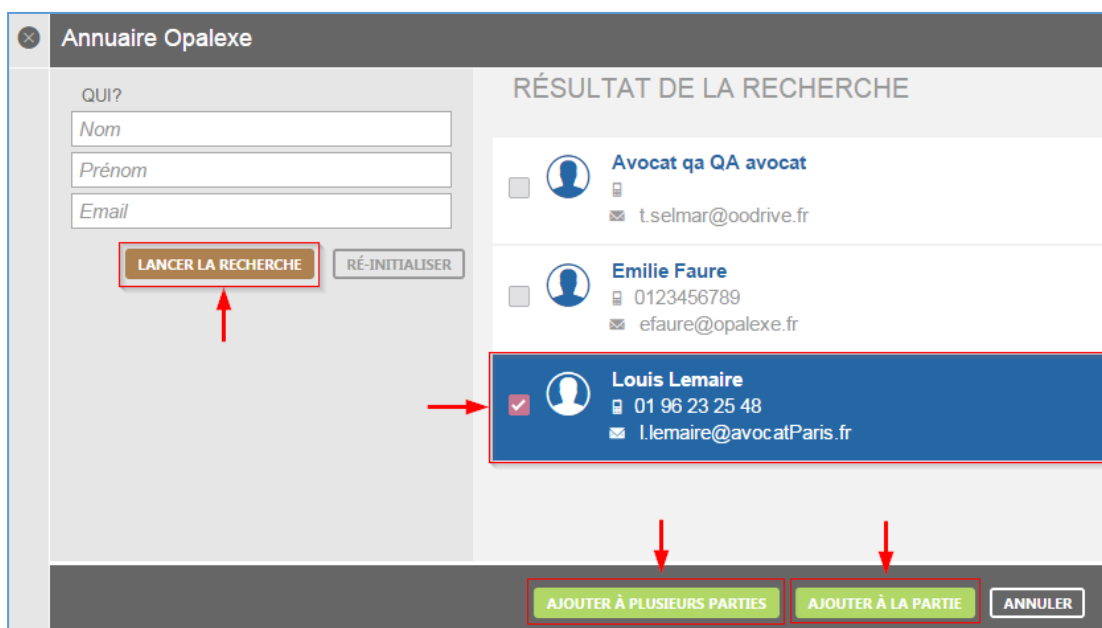 Annuaire Opalexe
QUI?
Nom
Prénom
Email
LANCER LA RECHERCHE
RÉ-INITIALISER
RÉSULTAT DE LA RECHERCHE
Avocat qa QA avocat
t.selmar@oodrive.fr
Emilie Faure
0123456789
efaure@opalexe.fr
Louis Lemaire
01 96 23 25 48
l.lemaire@avocatParis.fr
AJOUTER À PLUSIEURS PARTIES
AJOUTER À LA PARTIE
ANNULER